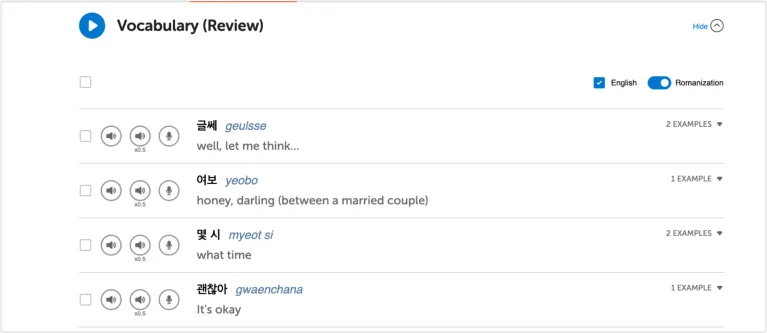 Vocabulary (Review)
Hide
English
Romanization
글쎄 geulsse
2 EXAMPLES
x0.5
well, let me think...
여보 yeobo
1 EXAMPLE
x0.5
honey, darling (between a married couple)
몇 시 myeot si
2 EXAMPLES
x0.5
what time
괜찮아 gwaenchana
1 EXAMPLE
x0.5
It's okay